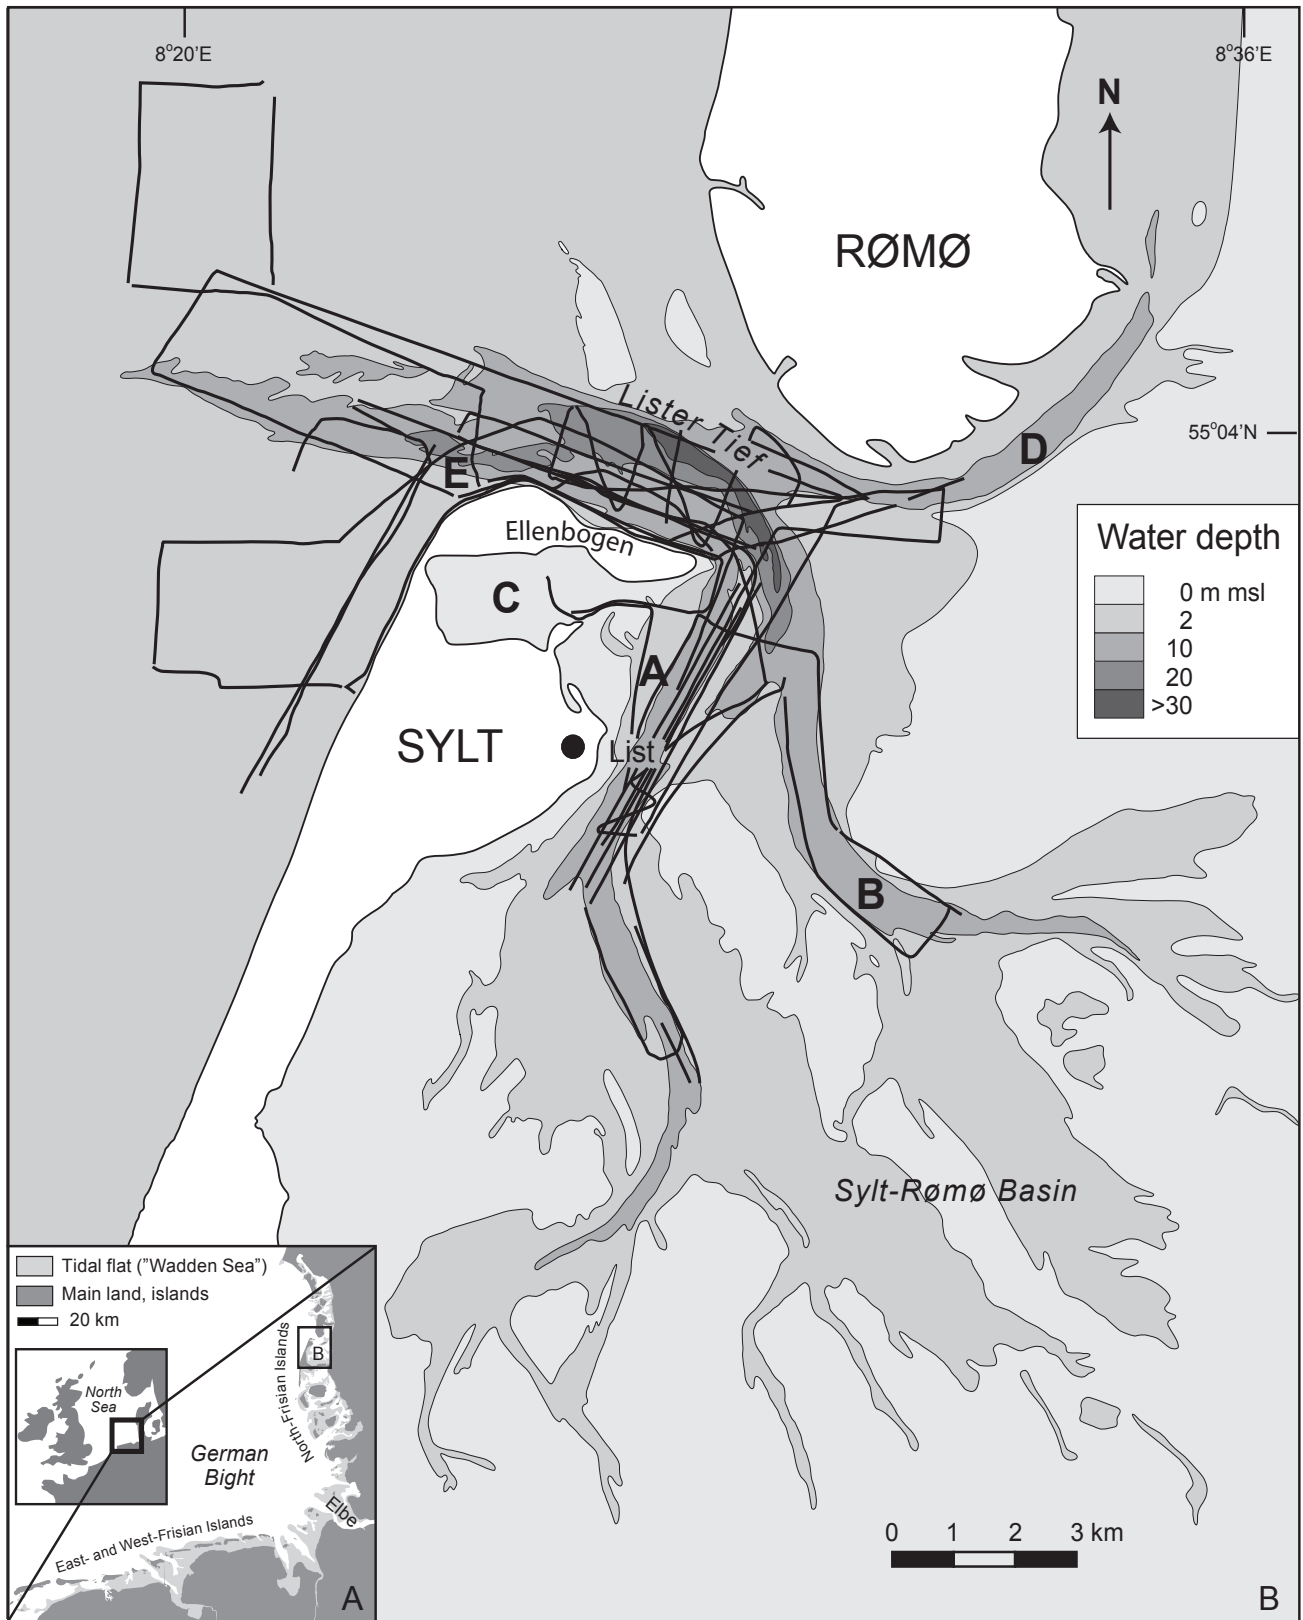 8°20'E
8°36'E
N
RØMØ
Lister Tief
55°04'N
D
E
Water depth
0 m msl
2
10
20
>30
Ellenbogen
C
A
SYLT
List
B
Sylt-Rømø Basin
Tidal flat ("Wadden Sea")
Main land, islands
20 km
B
North-Frisian Islands
North
Sea
German
Bight
Elbe
East- and West-Frisian Islands
A
0 1 2 3 km
B